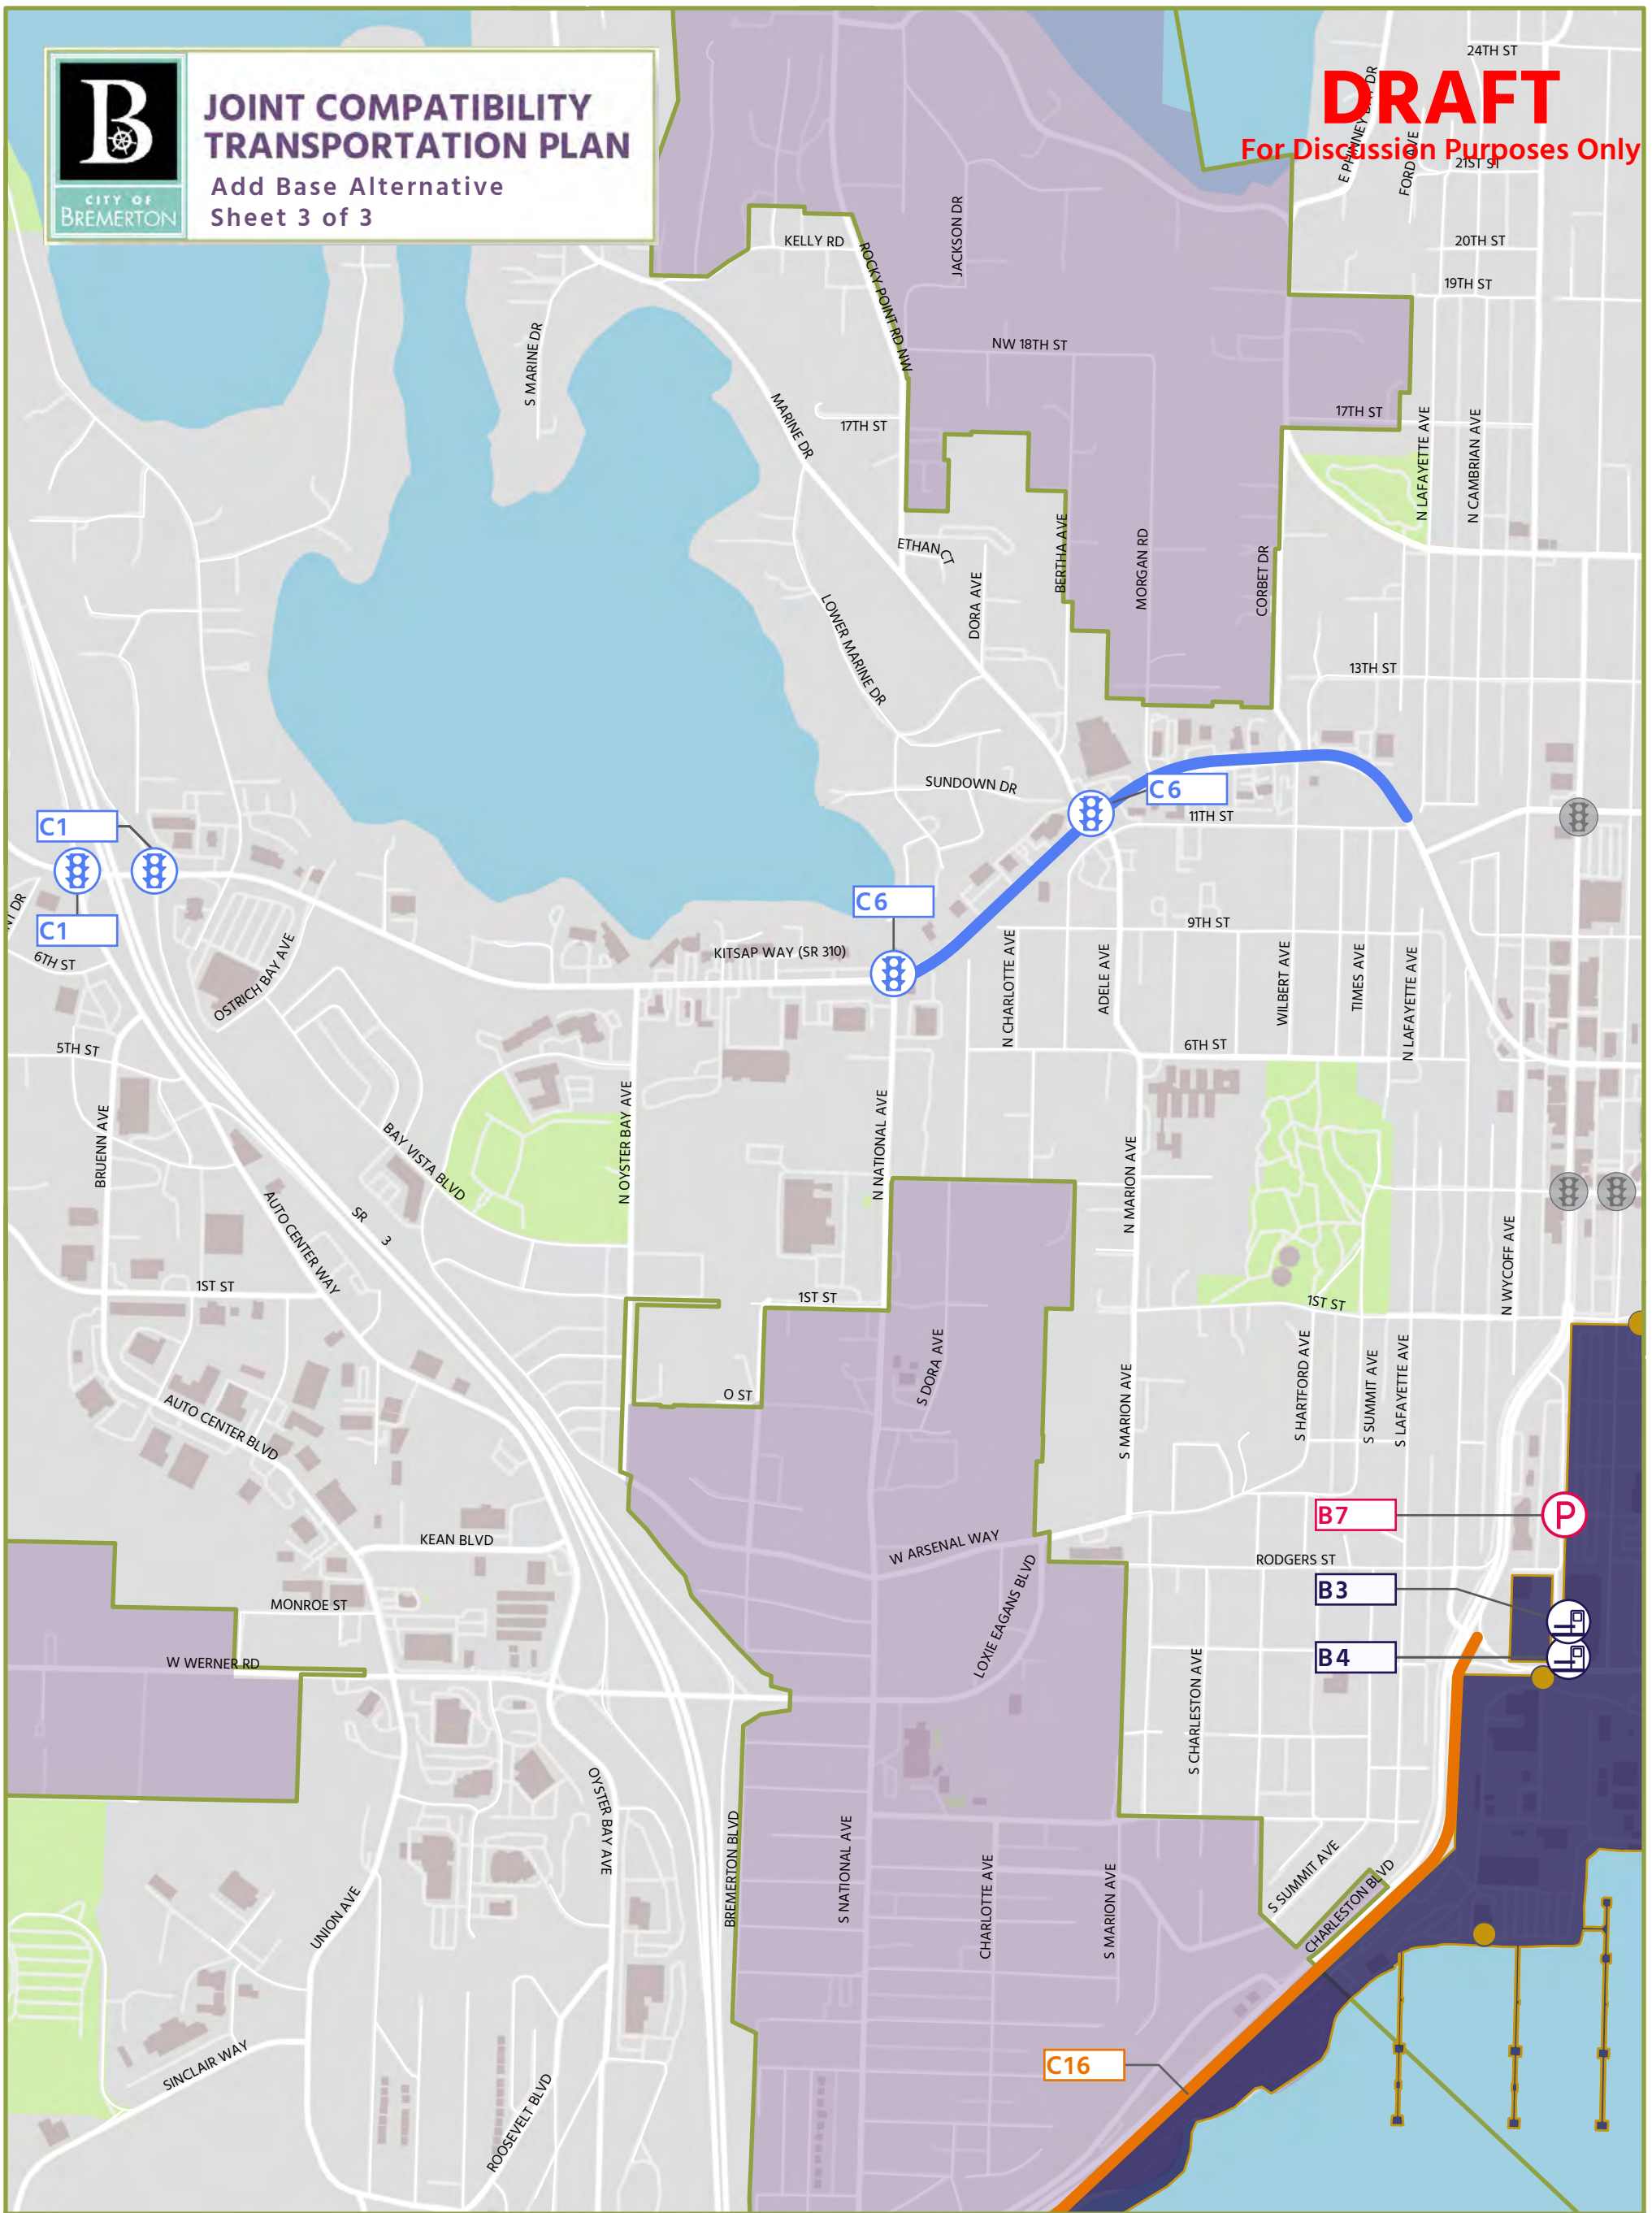 B
CITY OF
BREMERTON
JOINT COMPATIBILITY
TRANSPORTATION PLAN
Add Base Alternative
Sheet 3 of 3
DRAFT
For Discussion Purposes Only
24TH ST
E PHINNEY BAY DR
FORD AVE
21ST ST
20TH ST
19TH ST
KELLY RD
ROCKY POINT RD NW
JACKSON DR
NW 18TH ST
S MARINE DR
MARINE DR
17TH ST
17TH ST
N LAFAYETTE AVE
N CAMBRIAN AVE
ETHAN CT
DORA AVE
BERTHA AVE
MORGAN RD
CORBET DR
LOWER MARINE DR
13TH ST
SUNDOWN DR
C6
11TH ST
C1
C1
NT DR
6TH ST
OSTRICH BAY AVE
C6
KITSAP WAY (SR 310)
9TH ST
N CHARLOTTE AVE
ADELE AVE
WILBERT AVE
TIMES AVE
N LAFAYETTE AVE
5TH ST
6TH ST
BRUENN AVE
BAY VISTA BLVD
N OYSTER BAY AVE
N NATIONAL AVE
N MARION AVE
AUTO CENTER WAY
SR 3
N WYCOFF AVE
1ST ST
1ST ST
1ST ST
S DORA AVE
S MARION AVE
S HARTFORD AVE
S SUMMIT AVE
S LAFAYETTE AVE
O ST
AUTO CENTER BLVD
B7
P
KEAN BLVD
W ARSENAL WAY
RODGERS ST
B3
LOXIE EAGANS BLVD
MONROE ST
W WERNER RD
B4
S CHARLESTON AVE
OYSTER BAY AVE
BREMERTON BLVD
S NATIONAL AVE
CHARLOTTE AVE
S MARION AVE
S SUMMIT AVE
CHARLESTON BLVD
UNION AVE
C16
SINCLAIR WAY
ROOSEVELT BLVD